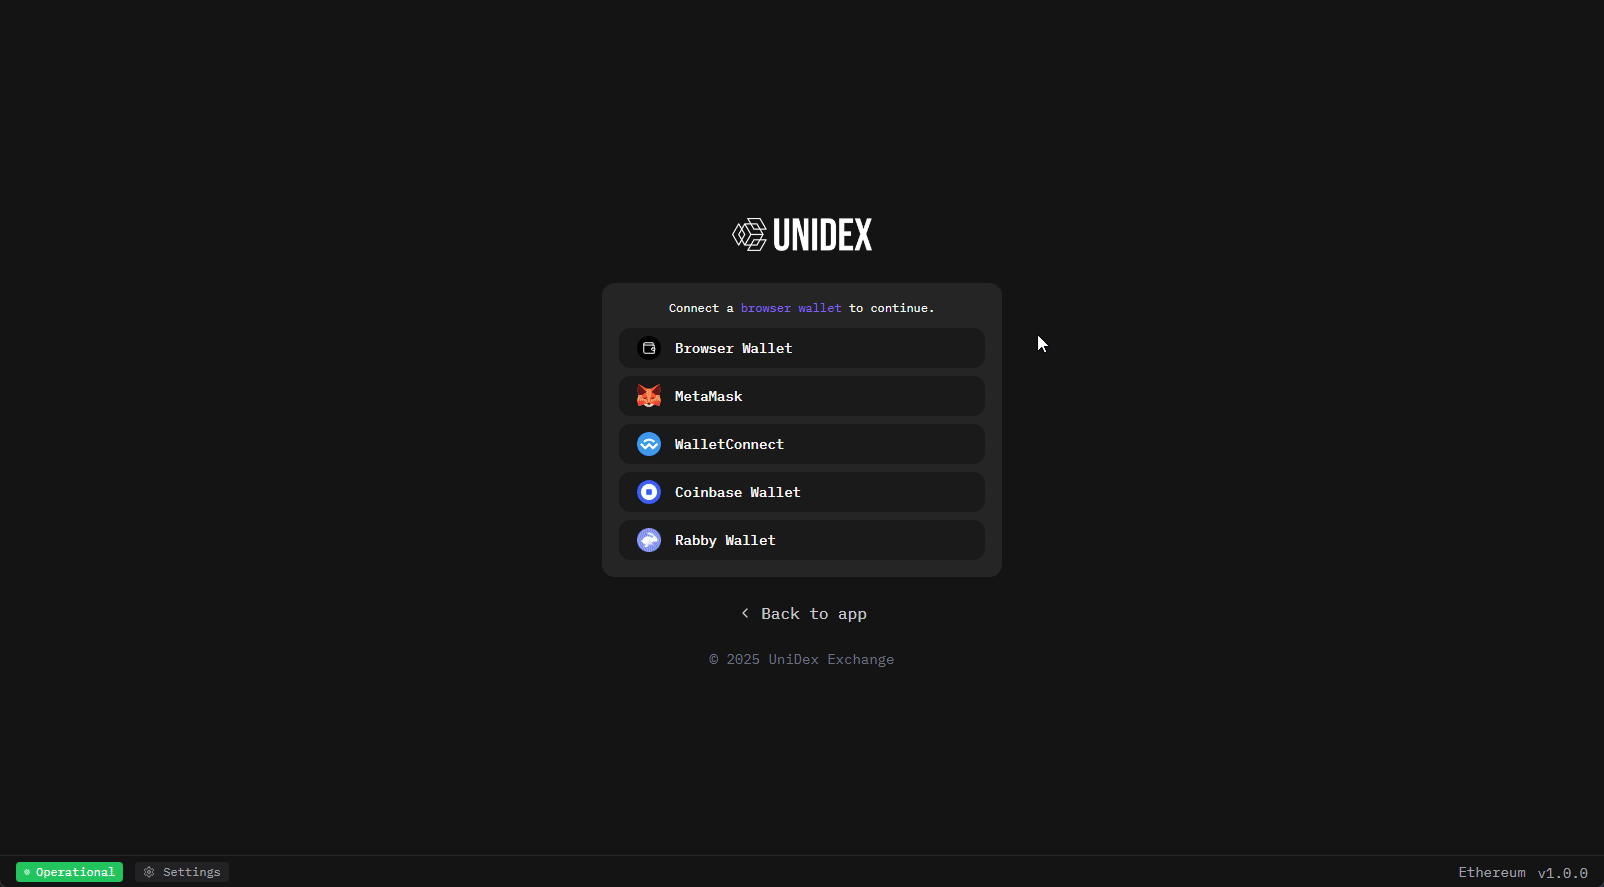 UNIDEX
Connect a browser wallet to continue.
Browser Wallet
MetaMask
WalletConnect
Coinbase Wallet
Rabby Wallet
Back to app
© 2025 UniDex Exchange
Operational
Settings
Ethereum v1.0.0